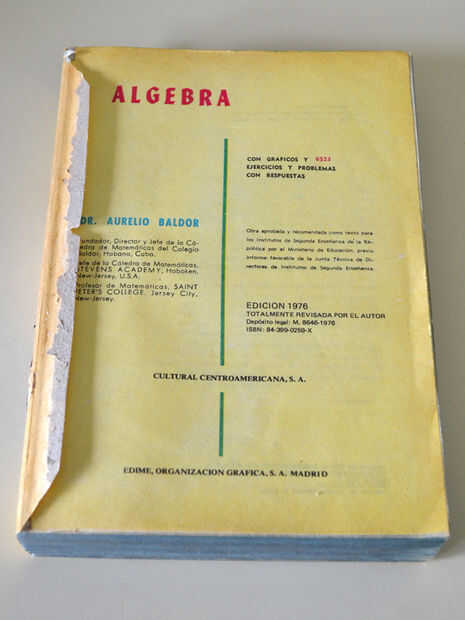 ALGEBRA
CON GRAFICOS Y 6523
EJERCICIOS Y PROBLEMAS
CON RESPUESTAS
DR. AURELIO BALDOR
Fundador, Director y Jefe de la Cá-
tedra de Matemáticas del Colegio
Baldor, Habana, Cuba.
Jefe de la Cátedra de Matemáticas,
STEVENS ACADEMY, Hoboken,
New-Jersey, U.S.A.
Profesor de Matemáticas, SAINT
PETER'S COLLEGE, Jersey City,
New-Jersey.
Obra aprobada y recomendada como texto para
los Institutos de Segunda Enseñanza de la Re-
pública por el Ministerio de Educación, previo
informe favorable de la Junta Técnica de Di-
rectores de Institutos de Segunda Enseñanza.
EDICION 1976
TOTALMENTE REVISADA POR EL AUTOR
Depósito legal: M. 8646-1976
ISBN: 84-399-0259-X
CULTURAL CENTROAMERICANA, S. A.
EDIME, ORGANIZACION GRAFICA, S. A. MADRID